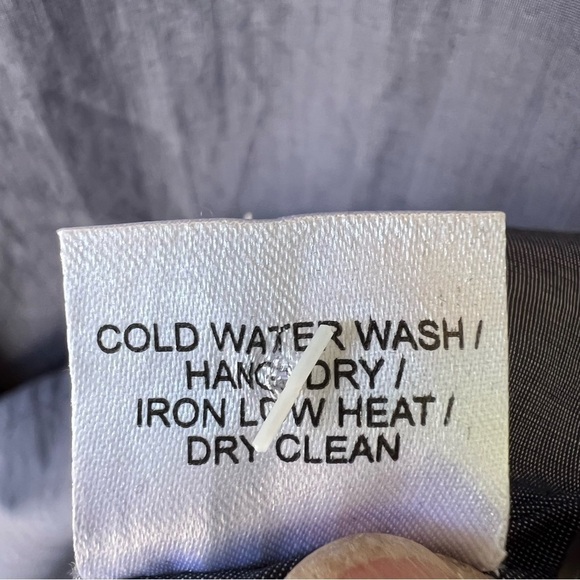 COLD WATER WASH /
HANG DRY /
IRON LOW HEAT /
DRY CLEAN